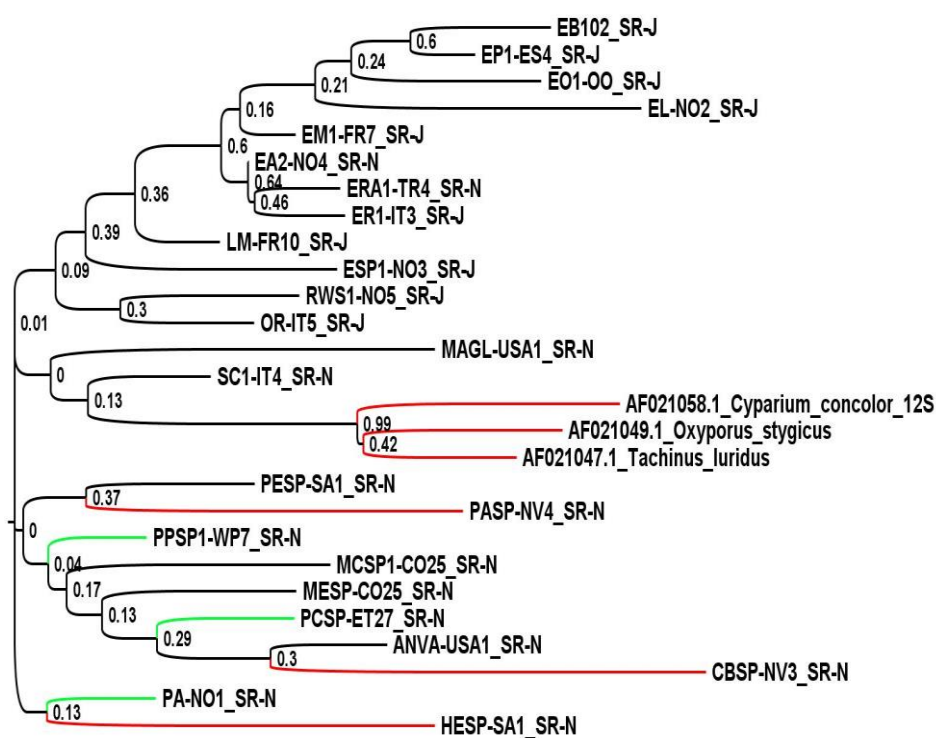 EB102_SR-J
0.6
EP1-ES4_SR-J
0.24
EO1-OO_SR-J
0.21
EL-NO2_SR-J
0.16
EM1-FR7_SR-J
0.6
EA2-NO4_SR-N
0.64
ERA1-TR4_SR-N
0.36
0.46
ER1-IT3_SR-J
0.39
LM-FR10_SR-J
ESP1-NO3_SR-J
0.09
RWS1-NO5_SR-J
0.3
OR-IT5_SR-J
0.01
MAGL-USA1_SR-N
0
SC1-IT4_SR-N
0.13
AF021058.1_Cyparium_concolor_12S
0.99
AF021049.1_Oxyporus_stygicus
0.42
AF021047.1_Tachinus_luridus
PESP-SA1_SR-N
0.37
PASP-NV4_SR-N
0
PPSP1-WP7_SR-N
0.04
MCSP1-CO25_SR-N
0.17
MESP-CO25_SR-N
0.13
PCSP-ET27_SR-N
0.29
ANVA-USA1_SR-N
0.3
CBSP-NV3_SR-N
PA-NO1_SR-N
0.13
HESP-SA1_SR-N